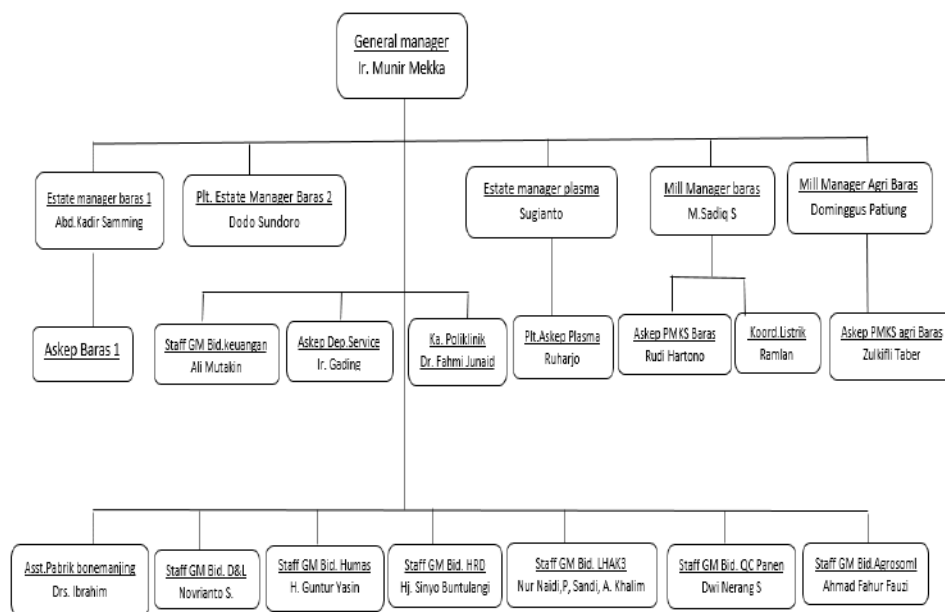 General manager
Ir. Munir Mekka
Estate manager baras 1
Abd.Kadir Samming
Plt. Estate Manager Baras 2
Dodo Sundoro
Estate manager plasma
Sugianto
Mill Manager baras
M.Sadiq S
Mill Manager Agri Baras
Dominggus Patiung
Askep Baras 1
Staff GM Bid.keuangan
Ali Mutakin
Askep Dep.Service
Ir. Gading
Ka. Poliklinik
Dr. Fahmi Junaid
Plt.Askep Plasma
Ruharjo
Askep PMKS Baras
Rudi Hartono
Koord.Listrik
Ramlan
Askep PMKS agri Baras
Zulkifli Taber
Asst.Pabrik bonemanjing
Drs. Ibrahim
Staff GM Bid. D&L
Novrianto S.
Staff GM Bid. Humas
H. Guntur Yasin
Staff GM Bid. HRD
Hj. Sinyo Buntulangi
Staff GM Bid. LHAK3
Nur Naidi,P, Sandi, A. Khalim
Staff GM Bid. QC Panen
Dwi Nerang S
Staff GM Bid.Agrosoml
Ahmad Fahur Fauzi